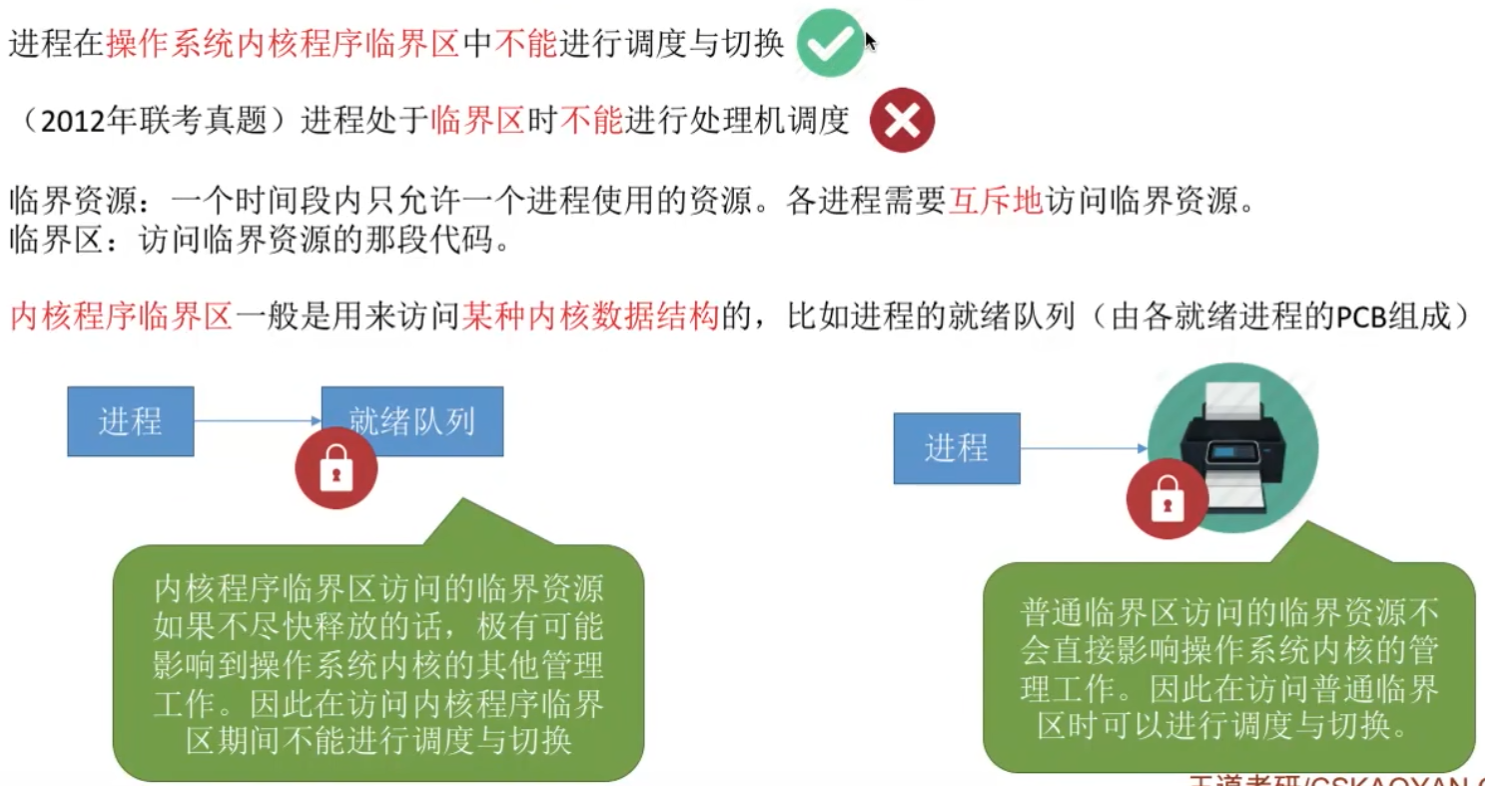 进程在操作系统内核程序临界区中不能进行调度与切换
（2012年联考真题）进程处于临界区时不能进行处理机调度
临界资源：一个时间段内只允许一个进程使用的资源。各进程需要互斥地访问临界资源。
临界区：访问临界资源的那段代码。
内核程序临界区一般是用来访问某种内核数据结构的，比如进程的就绪队列（由各就绪进程的PCB组成）
进程
就绪队列
进程
内核程序临界区访问的临界资源
如果不尽快释放的话，极有可能
影响到操作系统内核的其他管理
工作。因此在访问内核程序临界
区期间不能进行调度与切换
普通临界区访问的临界资源不
会直接影响操作系统内核的管
理工作。因此在访问普通临界
区时可以进行调度与切换。
王道考研/CSKAOYAN.